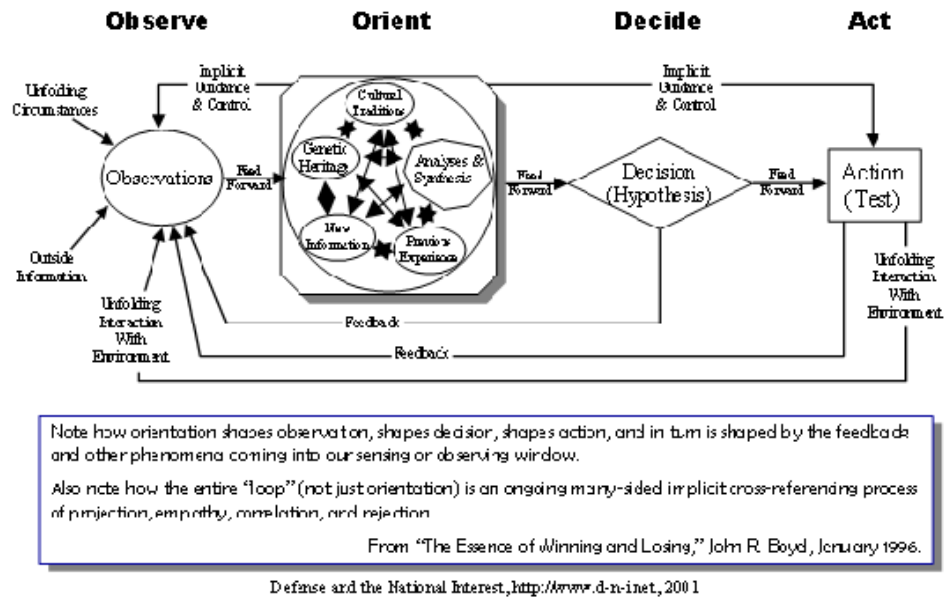 Observe
Orient
Decide
Act
Implicit
Guidance
& Control
Implicit
Guidance
& Control
Unfolding
Circumstances
Cultural
Traditions
Genetic
Heritage
Analyses &
Synthesis
New
Information
Previous
Experience
Observations
Feed
Forward
Feed
Forward
Decision
(Hypothesis)
Feed
Forward
Action
(Test)
Outside
Information
Unfolding
Interaction
With
Environment
Unfolding
Interaction
With
Environment
Feedback
Feedback
Note how orientation shapes observation, shapes decision, shapes action, and in turn is shaped by the feedback
and other phenomena coming into our sensing or observing window.
Also note how the entire “loop” (not just orientation) is an ongoing many-sided implicit cross-referencing process
of projection, empathy, correlation, and rejection.
From “The Essence of Winning and Losing,” John R. Boyd, January 1996.
Defense and the National Interest, http://www.d-n-i.net, 2001